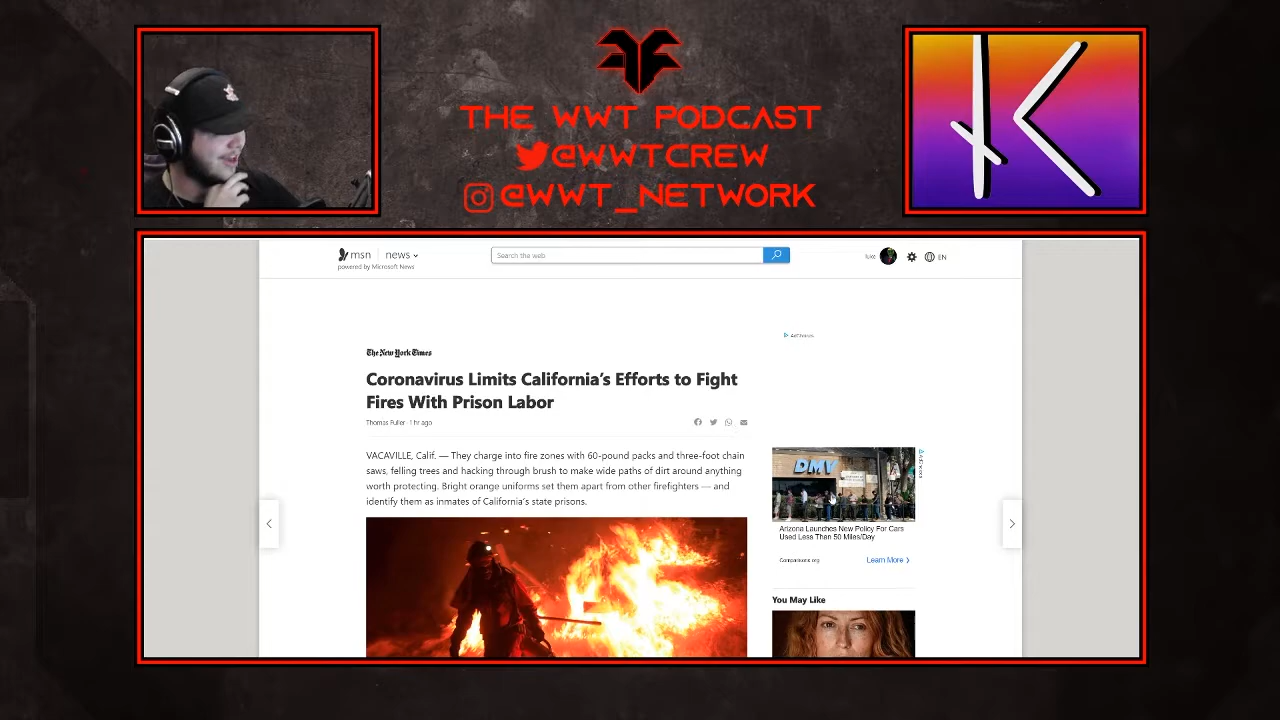 THE WWT PODCAST
@WWTCREW
@WWT_NETWORK
msn news
powered by Microsoft News
Search the web
luke
EN
AdChoices
The New York Times
Coronavirus Limits California's Efforts to Fight
Fires With Prison Labor
Thomas Fuller 1 hr ago
VACAVILLE, Calif. — They charge into fire zones with 60-pound packs and three-foot chain
saws, felling trees and hacking through brush to make wide paths of dirt around anything
worth protecting. Bright orange uniforms set them apart from other firefighters — and
identify them as inmates of California's state prisons.
DMV
AdChoices
Arizona Launches New Policy For Cars
Used Less Than 50 Miles/Day
Learn More
You May Like